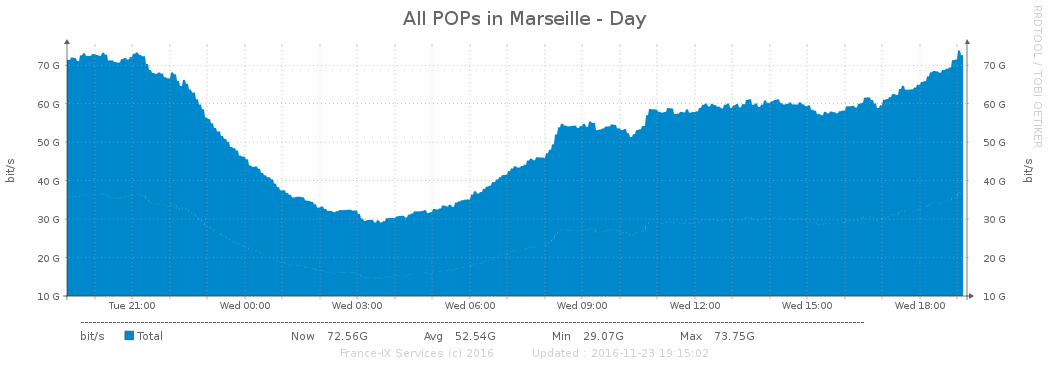 All POPs in Marseille - Day
RRDTOOL / TOBI OETIKER
bit/s
70 G
60 G
50 G
40 G
30 G
20 G
10 G
70 G
60 G
50 G
40 G
30 G
20 G
10 G
bit/s
Tue 21:00 Wed 00:00 Wed 03:00 Wed 06:00 Wed 09:00 Wed 12:00 Wed 15:00 Wed 18:00
bit/s Total Now 72.56G Avg 52.54G Min 29.07G Max 73.75G
France-IX Services (c) 2016 Updated : 2016-11-23 19:15:02